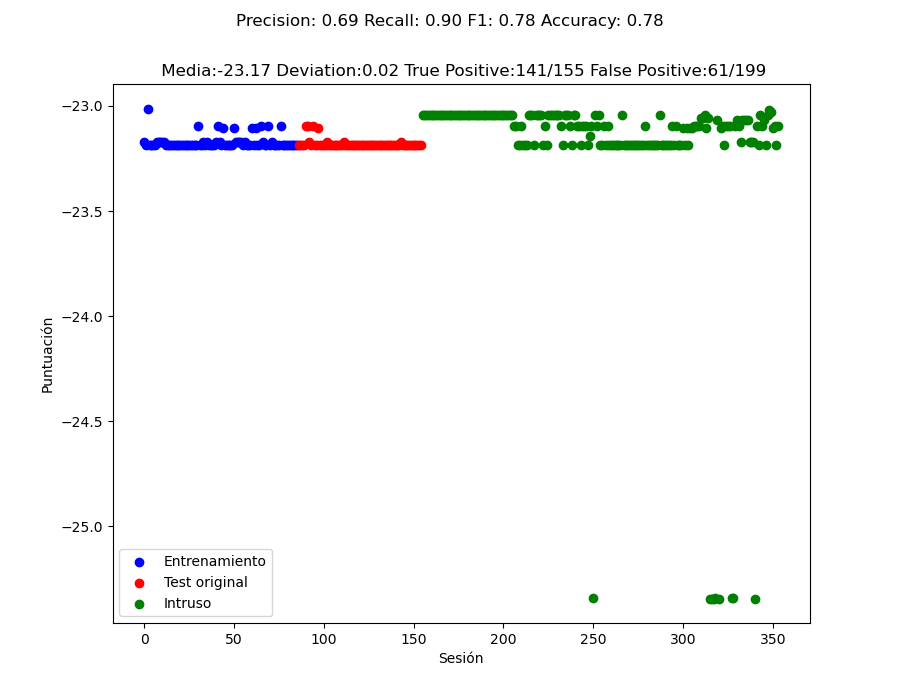 Precision: 0.69 Recall: 0.90 F1: 0.78 Accuracy: 0.78
Media:-23.17 Deviation:0.02 True Positive:141/155 False Positive:61/199
−23.0
−23.5
−24.0
−24.5
−25.0
Puntuación
Entrenamiento
Test original
Intruso
0 50 100 150 200 250 300 350
Sesión